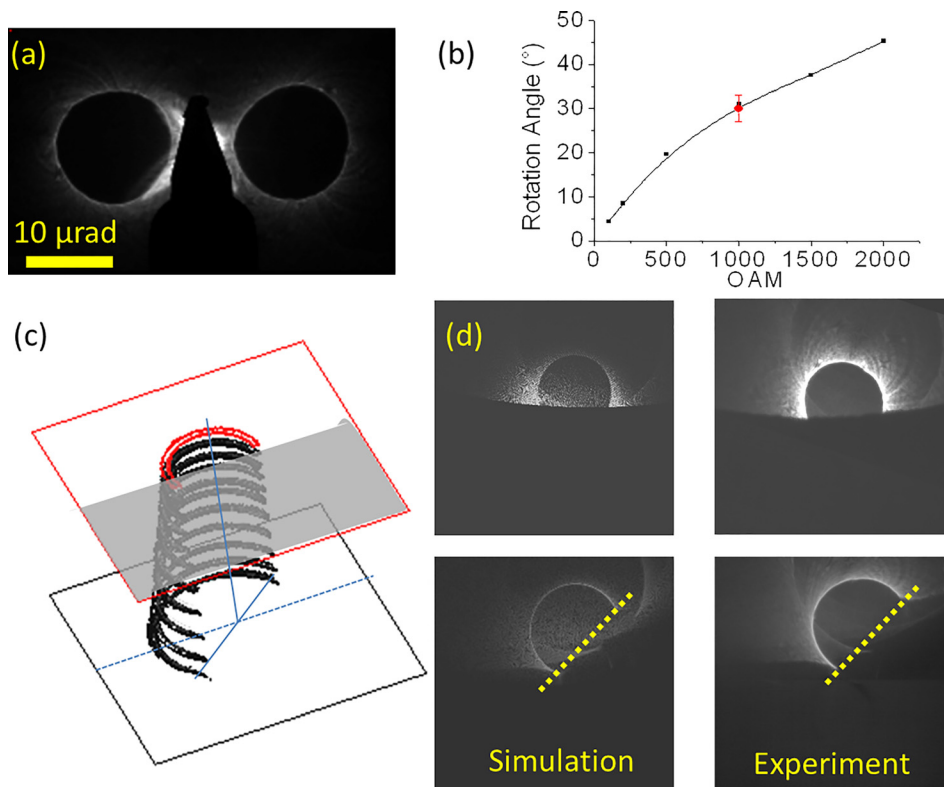 (a)
10 μrad
(b)
Rotation Angle (°)
50
40
30
20
10
0
0
500
1000
1500
2000
OAM
(c)
(d)
Simulation
Experiment